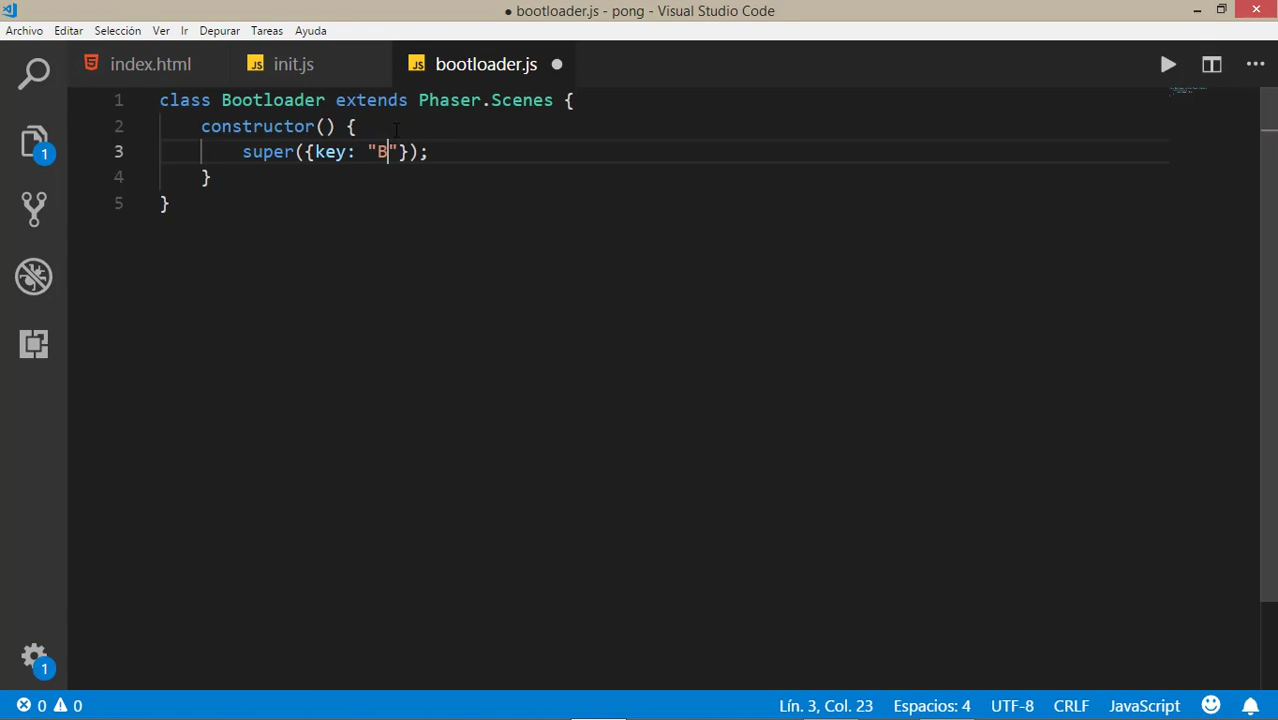 ● bootloader.js - pong - Visual Studio Code
Archivo Editar Selección Ver Ir Depurar Tareas Ayuda
index.html JS init.js JS bootloader.js ●
1 class Bootloader extends Phaser.Scenes {
2 constructor() {
3 super({key: "B"});
4 }
5 }
1
1
0 0 Lín. 3, Col. 23 Espacios: 4 UTF-8 CRLF JavaScript